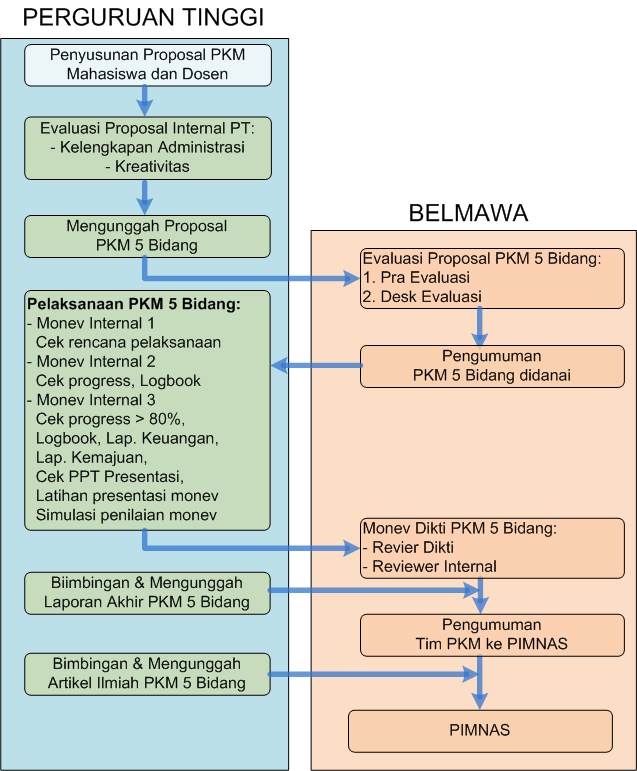 PERGURUAN TINGGI
Penyusunan Proposal PKM
Mahasiswa dan Dosen
Evaluasi Proposal Internal PT:
- Kelengkapan Administrasi
- Kreativitas
Mengunggah Proposal
PKM 5 Bidang
BELMAWA
Evaluasi Proposal PKM 5 Bidang:
1. Pra Evaluasi
2. Desk Evaluasi
Pengumuman
PKM 5 Bidang didanai
Pelaksanaan PKM 5 Bidang:
- Monev Internal 1
Cek rencana pelaksanaan
- Monev Internal 2
Cek progress, Logbook
- Monev Internal 3
Cek progress > 80%,
Logbook, Lap. Keuangan,
Lap. Kemajuan,
Cek PPT Presentasi,
Latihan presentasi monev
Simulasi penilaian monev
Monev Dikti PKM 5 Bidang:
- Revier Dikti
- Reviewer Internal
Biimbingan & Mengunggah
Laporan Akhir PKM 5 Bidang
Pengumuman
Tim PKM ke PIMNAS
Bimbingan & Mengunggah
Artikel Ilmiah PKM 5 Bidang
PIMNAS